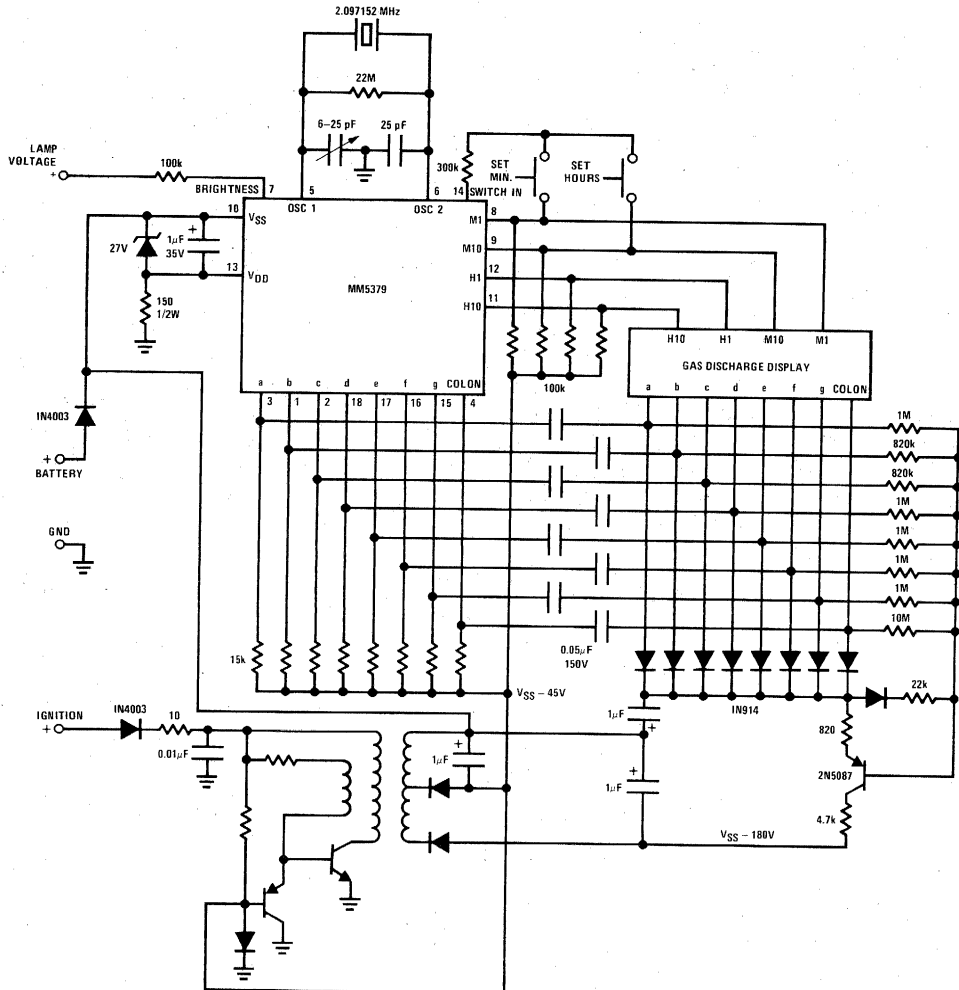 2.097152 MHz
22M
6–25 pF
25 pF
LAMP
VOLTAGE
+
100k
BRIGHTNESS
7
5
OSC 1
6
OSC 2
14
SWITCH IN
300k
SET
MIN.
SET
HOURS
10
VSS
27V
+
1μF
35V
13
VDD
150
1/2W
MM5379
M1
8
M10
9
H1
12
H10
11
100k
H10 H1 M10 M1
GAS DISCHARGE DISPLAY
a b c d e f g COLON
a b c d e f g COLON
3 1 2 18 17 16 15 4
IN4003
+
BATTERY
GND
1M
820k
820k
1M
1M
1M
1M
10M
0.05μF
150V
15k
VSS – 45V
IN914
22k
IGNITION
+
IN4003
10
0.01μF
+
1μF
1μF
+
+
1μF
820
2N5087
4.7k
VSS – 180V